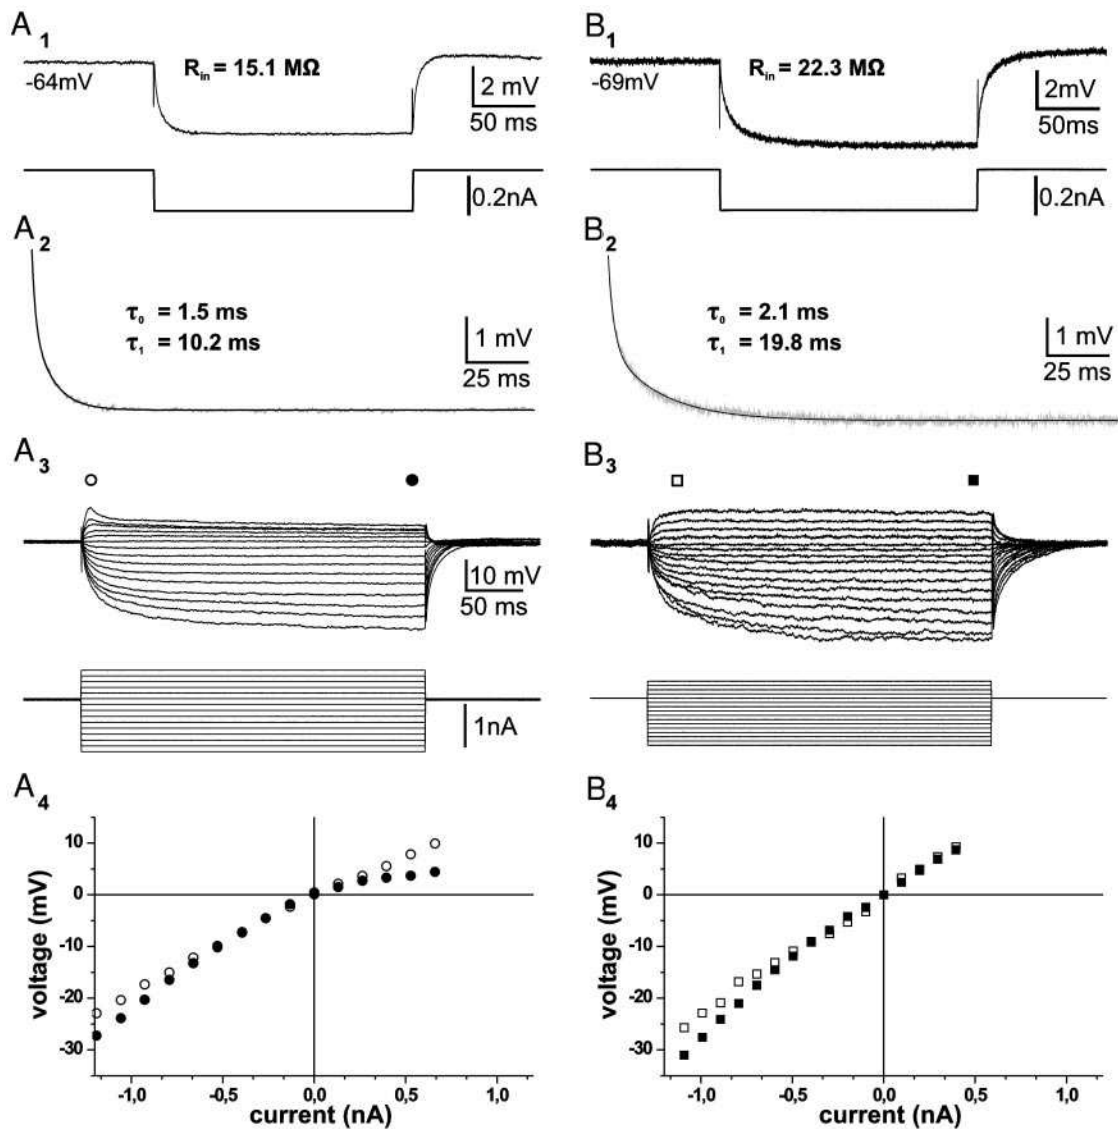 A1
B1
Rin = 15.1 MΩ
-64mV
2 mV
50 ms
Rin = 22.3 MΩ
-69mV
2mV
50ms
0.2nA
0.2nA
A2
B2
τ0 = 1.5 ms
τ1 = 10.2 ms
1 mV
25 ms
τ0 = 2.1 ms
τ1 = 19.8 ms
1 mV
25 ms
A3
B3
10 mV
50 ms
1nA
A4
B4
10
0
-10
-20
-30
voltage (mV)
-1,0
-0,5
0,0
0,5
1,0
current (nA)
10
0
-10
-20
-30
voltage (mV)
-1,0
-0,5
0,0
0,5
1,0
current (nA)